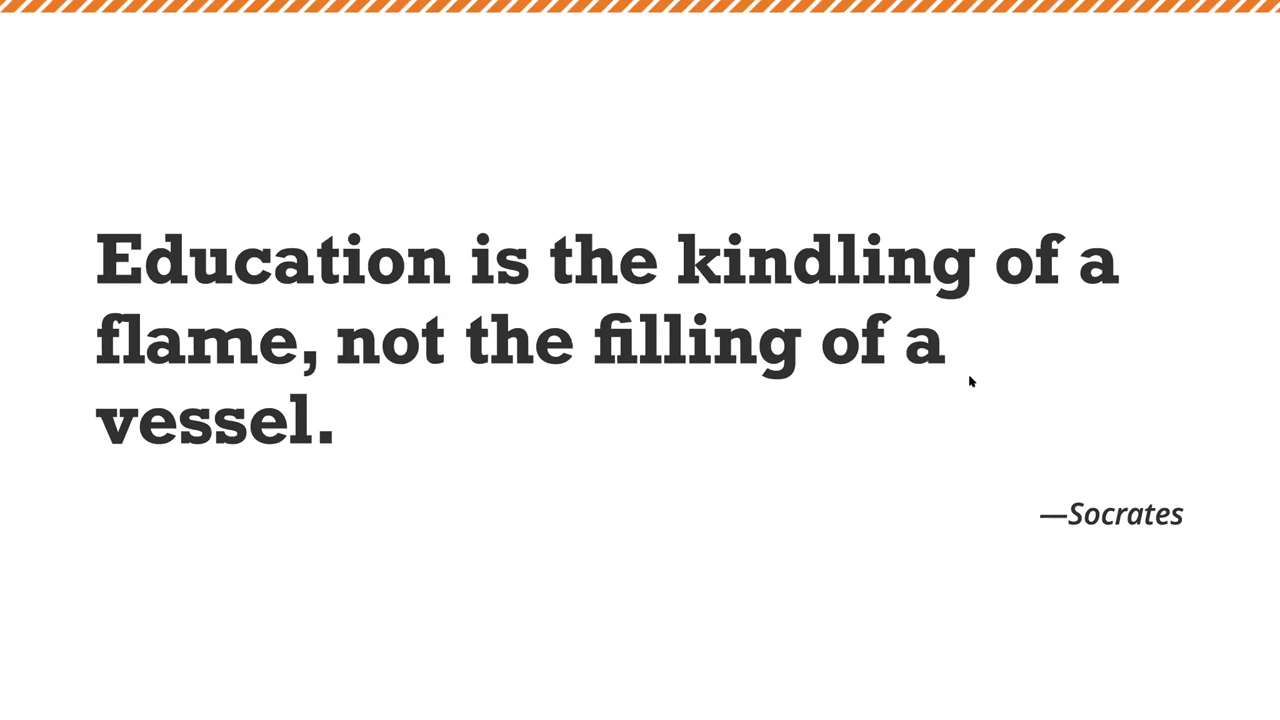 Education is the kindling of a
flame, not the filling of a
vessel.
—Socrates